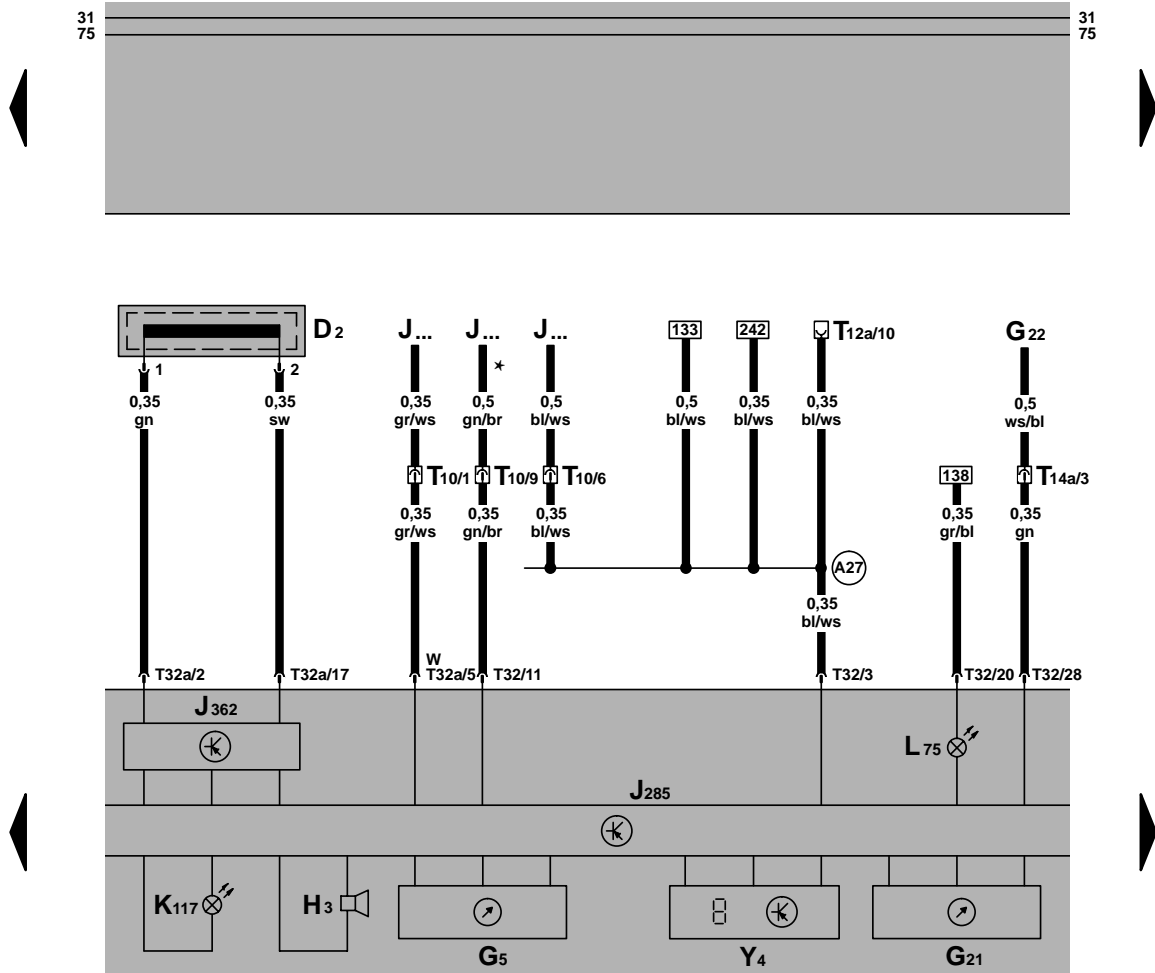 31 31
75 75
D2 J... J... J... 133 242 T12a/10 G22
*
1 2
0,35 0,35 0,35 0,5 0,5 0,5 0,35 0,35 0,5
gn sw gr/ws gn/br bl/ws bl/ws bl/ws bl/ws ws/bl
T10/1 T10/9 T10/6 138 T14a/3
0,35 0,35 0,35 0,35 0,35
gr/ws gn/br bl/ws gr/bl gn
A27
0,35
bl/ws
W
T32a/2 T32a/17 T32a/5 T32/11 T32/3 T32/20 T32/28
J362
L75
J285
K117 H3 8
G5 Y4 G21